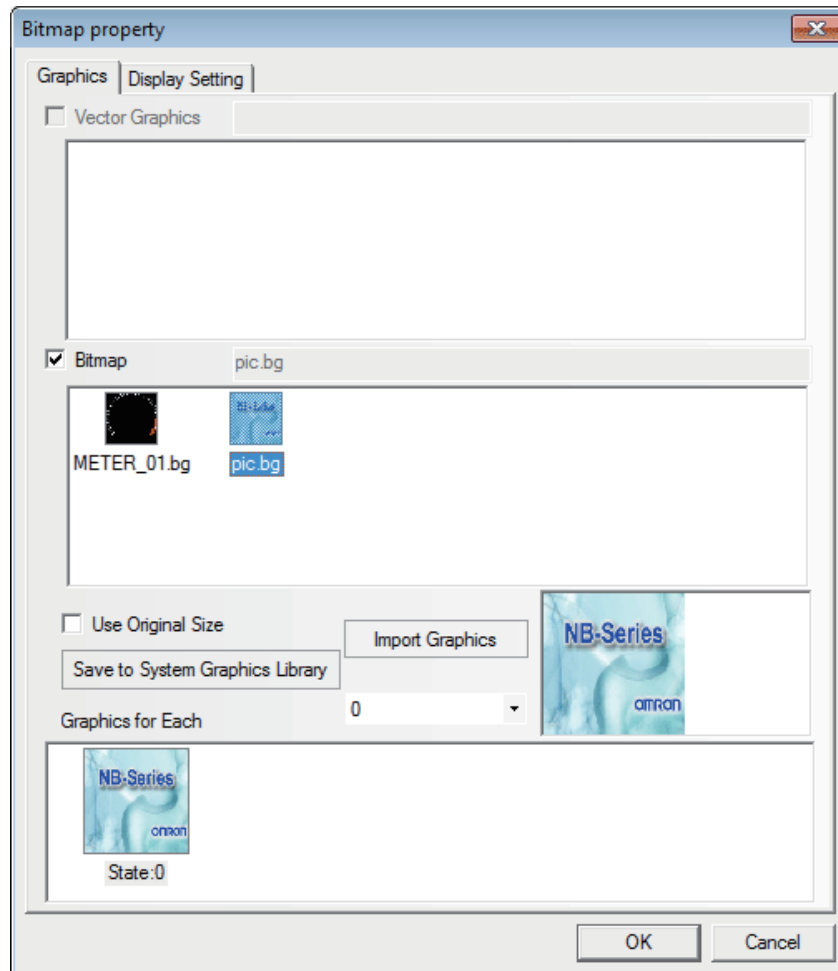 Bitmap property
Graphics Display Setting
Vector Graphics
Bitmap pic.bg
METER_01.bg pic.bg
Use Original Size
Import Graphics
NB-Series
omron
Save to System Graphics Library
0
Graphics for Each
NB-Series
omron
State:0
OK Cancel